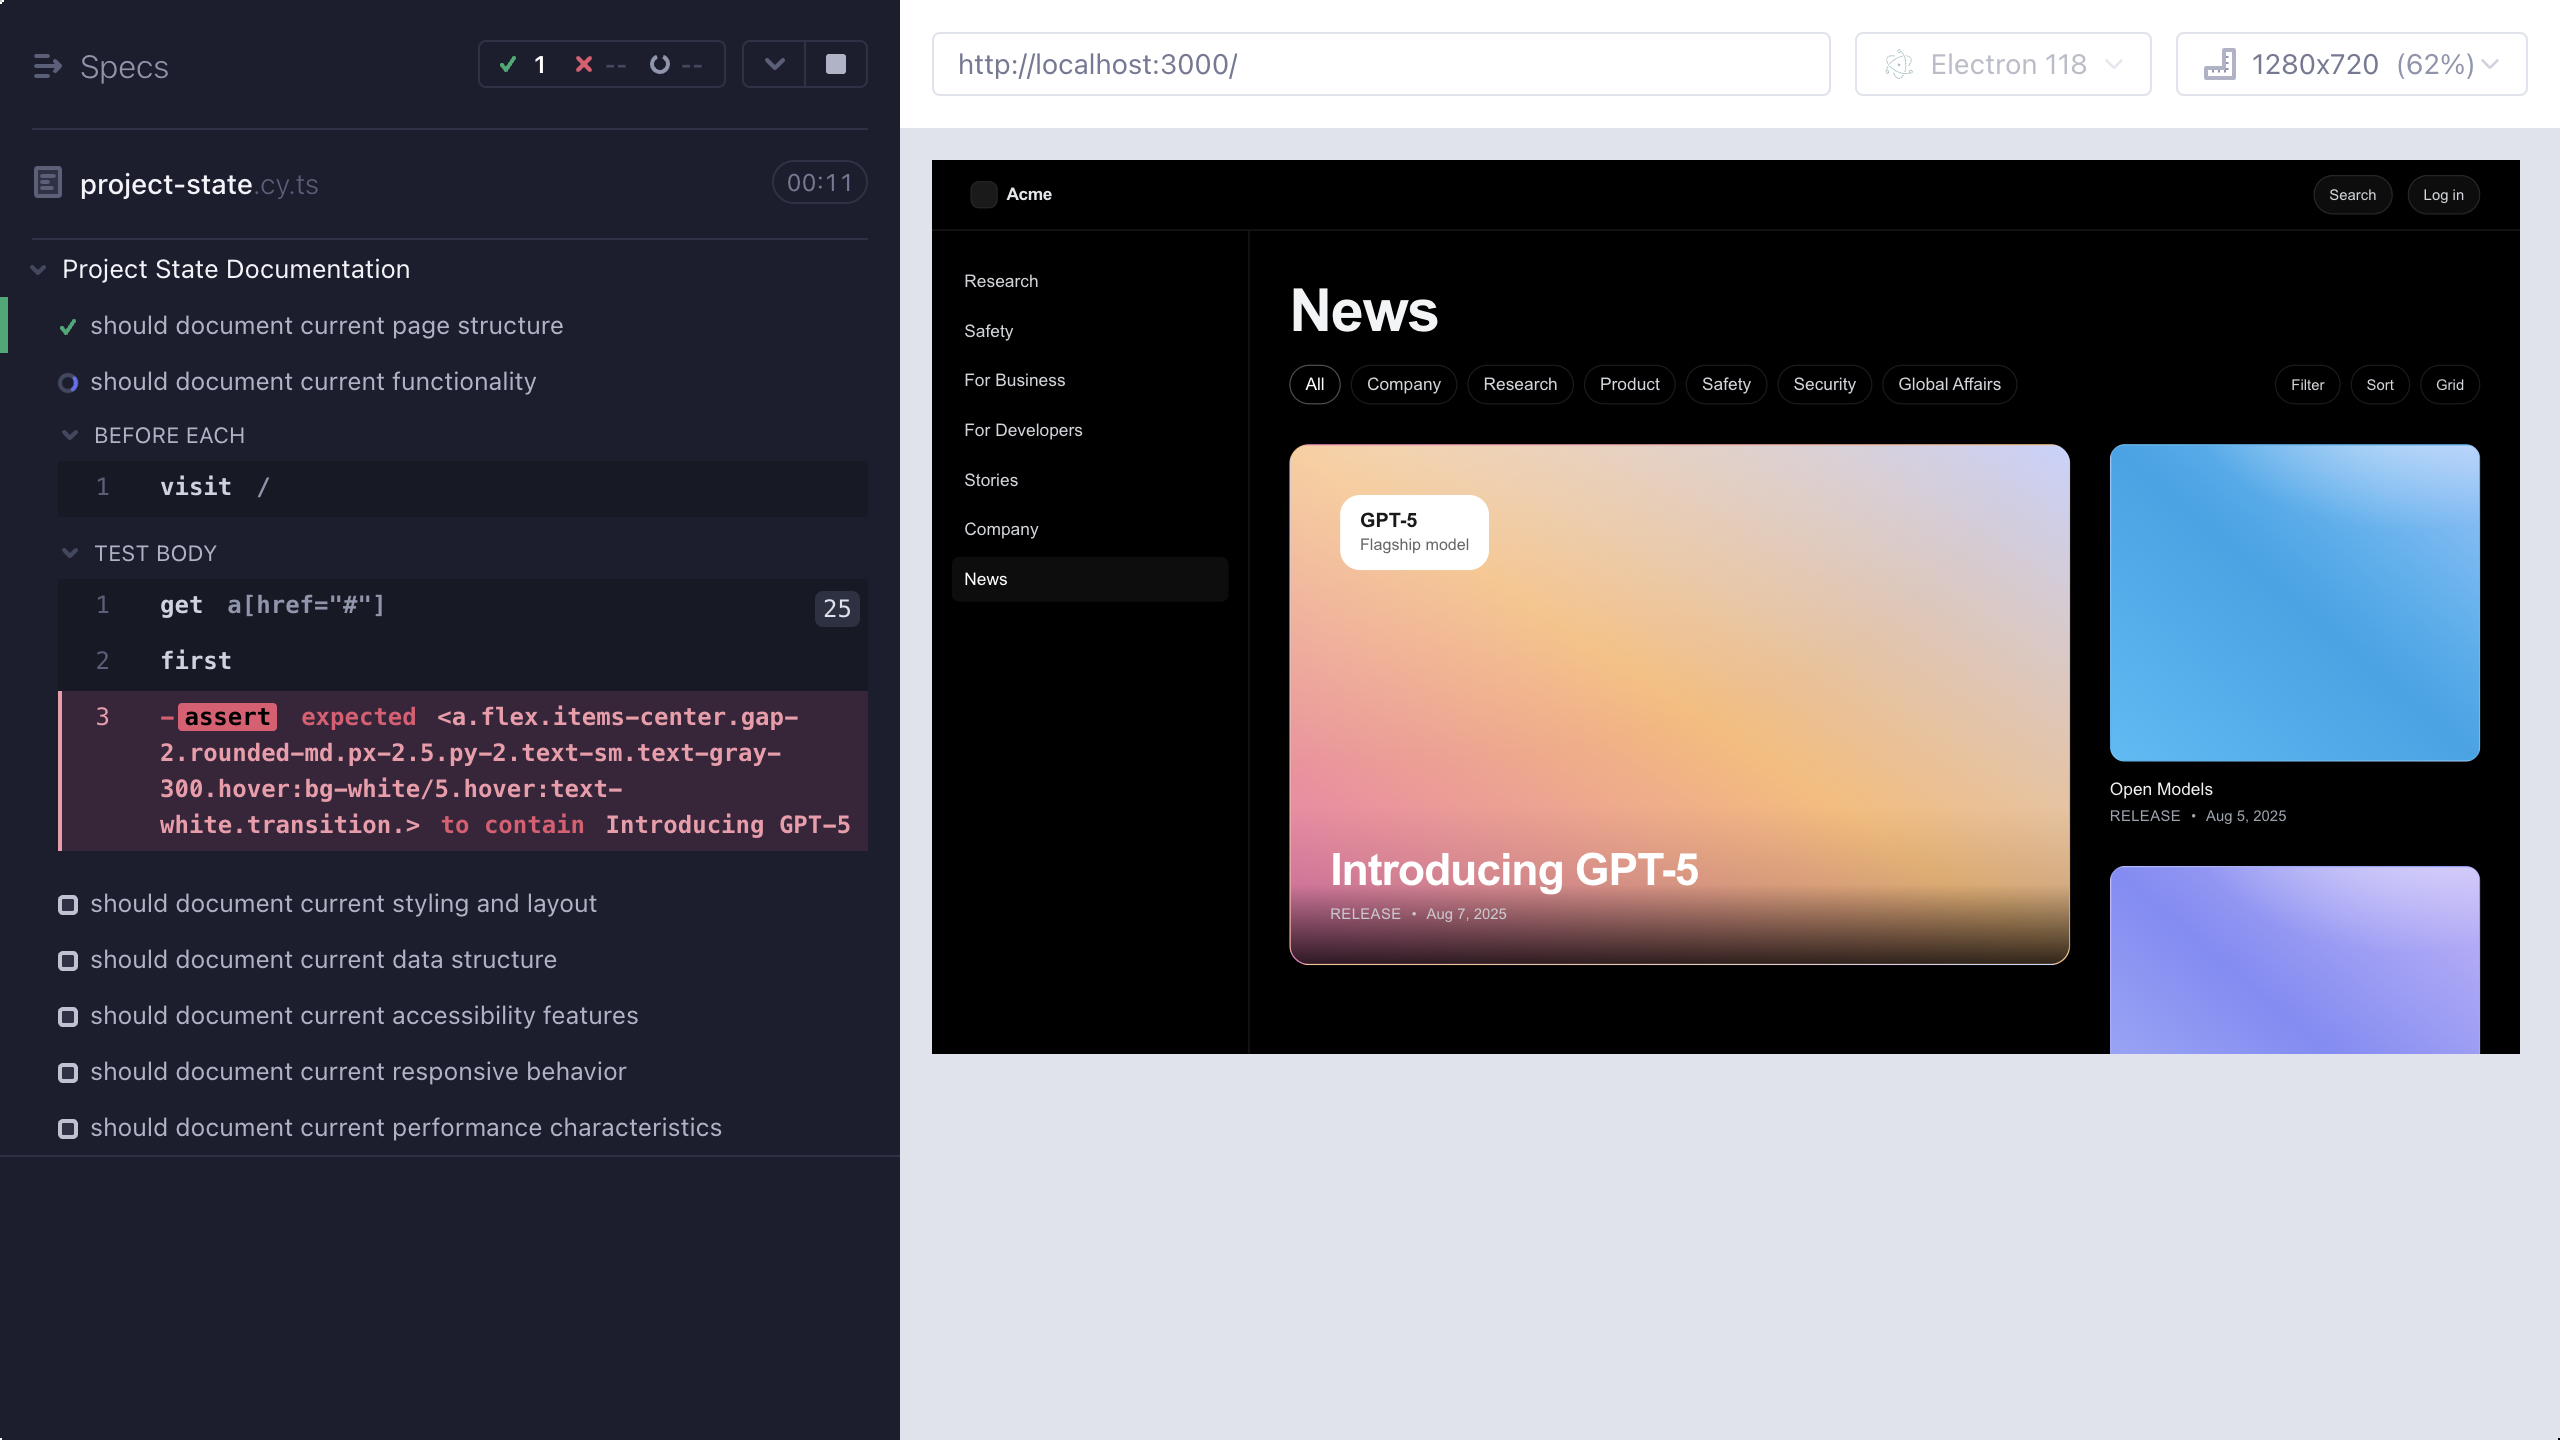 Specs
1 -- --
project-state.cy.ts
00:11
Project State Documentation
should document current page structure
should document current functionality
BEFORE EACH
1 visit /
TEST BODY
1 get a[href="#"] 25
2 first
3 -assert expected <a.flex.items-center.gap-
2.rounded-md.px-2.5.py-2.text-sm.text-gray-
300.hover:bg-white/5.hover:text-
white.transition.> to contain Introducing GPT-5
should document current styling and layout
should document current data structure
should document current accessibility features
should document current responsive behavior
should document current performance characteristics
http://localhost:3000/
Electron 118
1280x720 (62%)
Acme
Search
Log in
Research
Safety
For Business
For Developers
Stories
Company
News
News
All Company Research Product Safety Security Global Affairs
Filter Sort Grid
GPT-5
Flagship model
Introducing GPT-5
RELEASE • Aug 7, 2025
Open Models
RELEASE • Aug 5, 2025